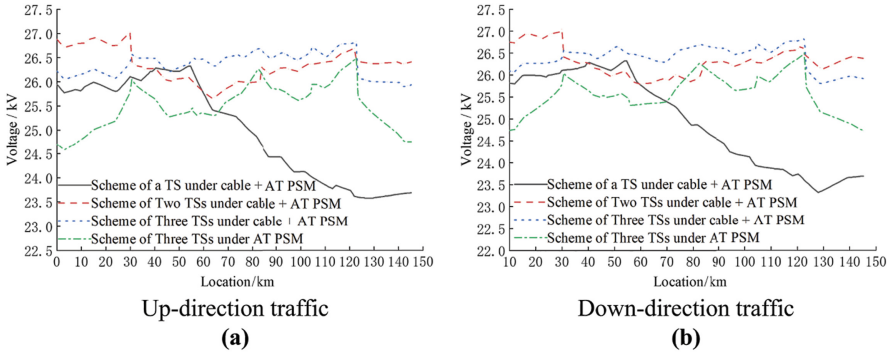 27.5
27.0
26.5
26.0
25.5
25.0
24.5
24.0
23.5
23.0
22.5
Voltage / kV
Scheme of a TS under cable + AT PSM
Scheme of Two TSs under cable + AT PSM
Scheme of Three TSs under cable + AT PSM
Scheme of Three TSs under AT PSM
0 10 20 30 40 50 60 70 80 90 100 110 120 130 140 150
Location/km
Up-direction traffic
(a)
27.5
27.0
26.5
26.0
25.5
25.0
24.5
24.0
23.5
23.0
22.0
Voltage / kV
Scheme of a TS under cable + AT PSM
Scheme of Two TSs under cable + AT PSM
Scheme of Three TSs under cable + AT PSM
Scheme of Three TSs under AT PSM
10 20 30 40 50 60 70 80 90 100 110 120 130 140 150
Location/km
Down-direction traffic
(b)